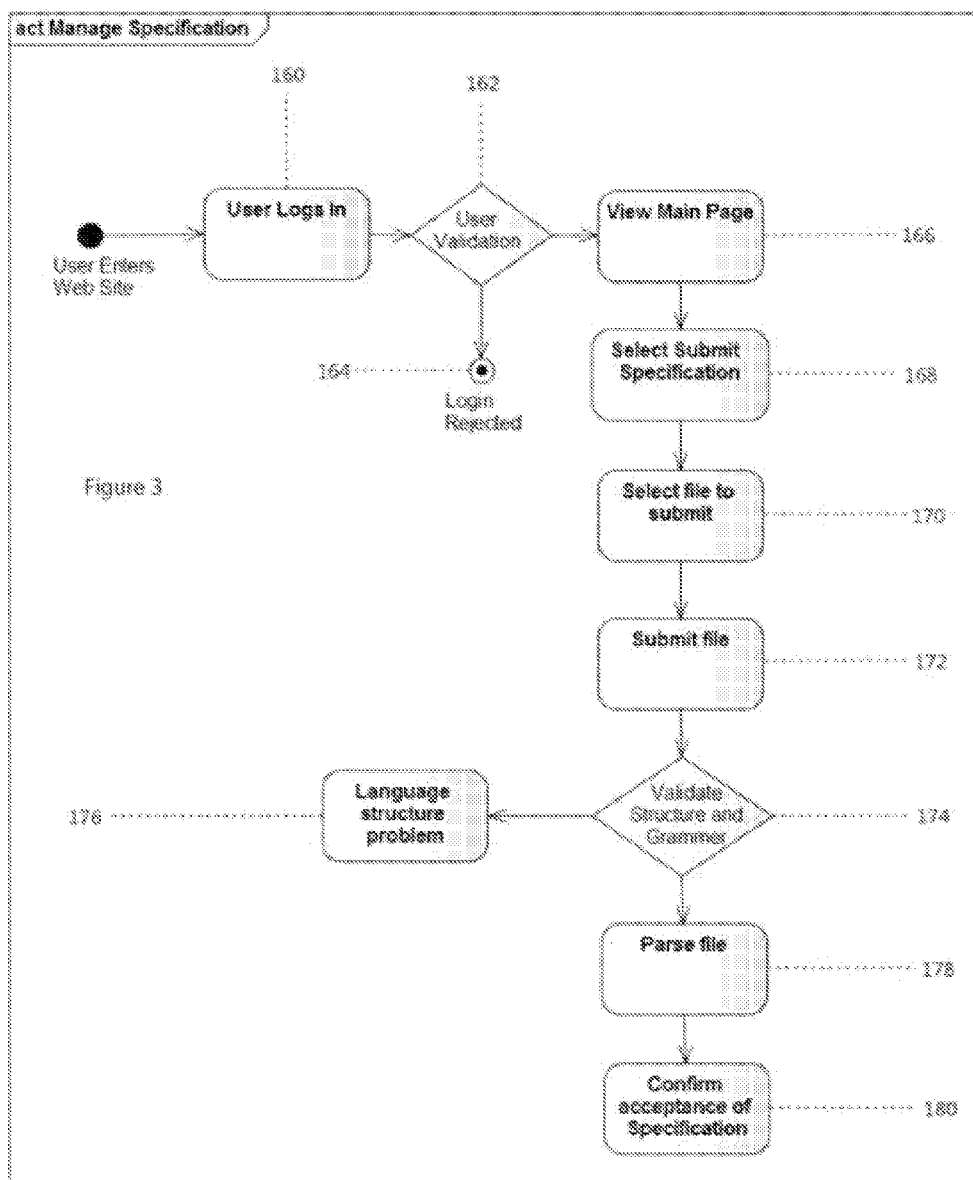 act Manage Specification
160
162
User Logs In
User
Validation
View Main Page
166
User Enters
Web Site
164
Login
Rejected
Select Submit
Specification
168
Figure 3
Select file to
submit
170
Submit file
172
176
Language
structure
problem
Validate
Structure and
Grammer
174
Parse file
178
Confirm
acceptance of
Specification
180